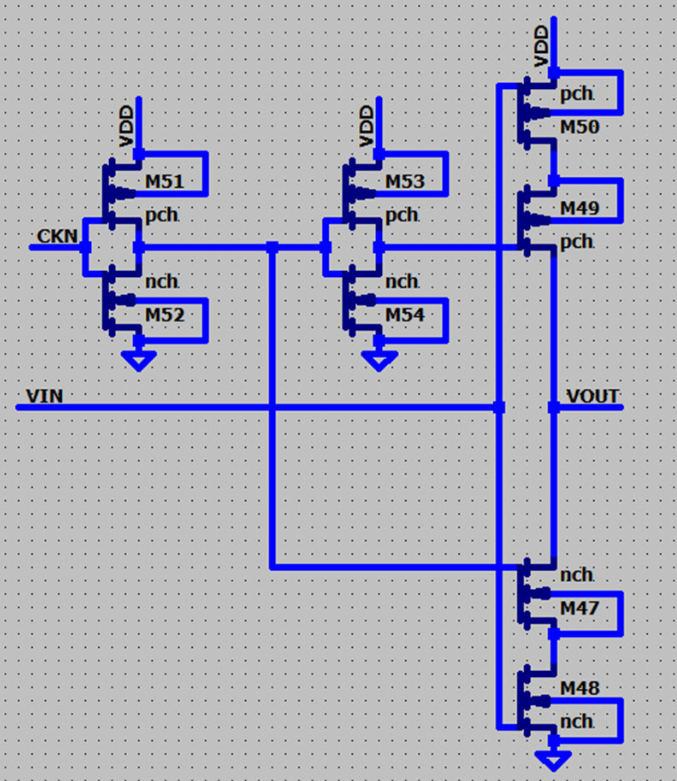 VDD
pch
M50
VDD
M51
pch
VDD
M53
pch
M49
pch
CKN
nch
M52
nch
M54
VIN
VOUT
nch
M47
M48
nch